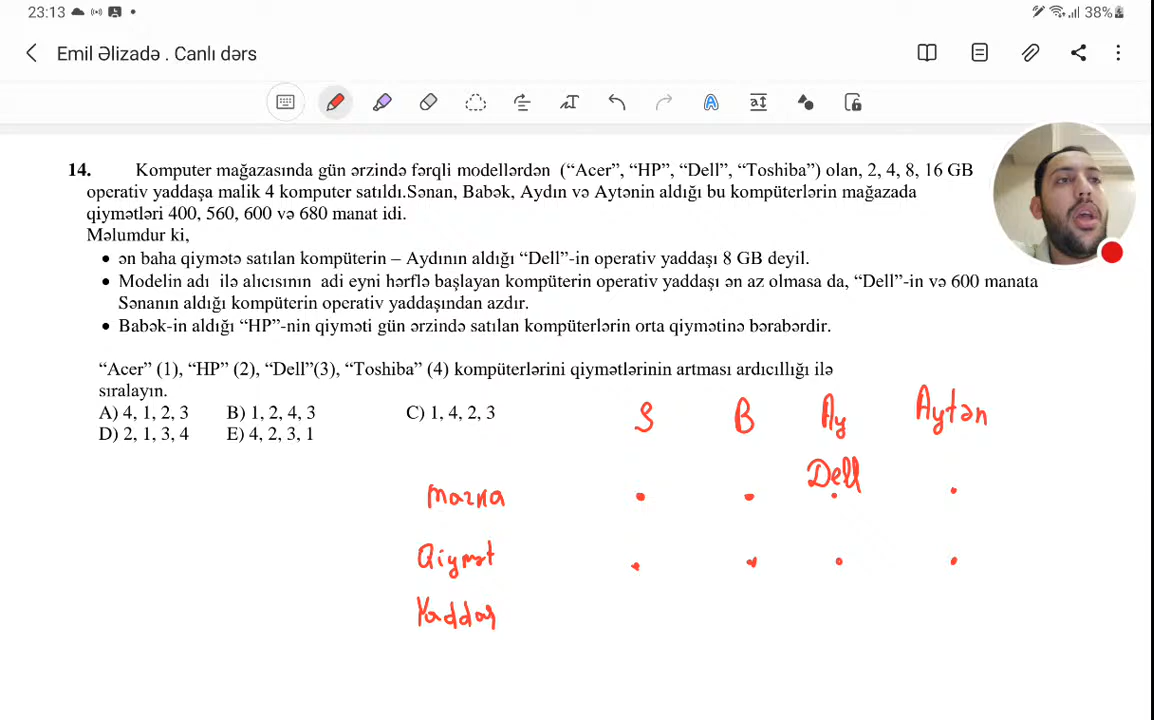 23:13 38%
Emil Əlizadə . Canlı dərs
14. Komputer mağazasında gün ərzində fərqli modellərdən (“Acer”, “HP”, “Dell”, “Toshiba”) olan, 2, 4, 8, 16 GB
operativ yaddaşa malik 4 komputer satıldı.Sənan, Babək, Aydın və Aytənin aldığı bu kompüterlərin mağazada
qiymətləri 400, 560, 600 və 680 manat idi.
Məlumdur ki,
• ən baha qiymətə satılan kompüterin – Aydının aldığı “Dell”-in operativ yaddaşı 8 GB deyil.
• Modelin adı ilə alıcısının adi eyni hərflə başlayan kompüterin operativ yaddaşı ən az olmasa da, “Dell”-in və 600 manata
Sənanın aldığı kompüterin operativ yaddaşından azdır.
• Babək-in aldığı “HP”-nin qiyməti gün ərzində satılan kompüterlərin orta qiymətinə bərabərdir.
“Acer” (1), “HP” (2), “Dell”(3), “Toshiba” (4) kompüterlərini qiymətlərinin artması ardıcıllığı ilə
sıralayın.
A) 4, 1, 2, 3 B) 1, 2, 4, 3 C) 1, 4, 2, 3
D) 2, 1, 3, 4 E) 4, 2, 3, 1
S B Ay Aytən
Dell
Marka
Qiymət
Yaddaş